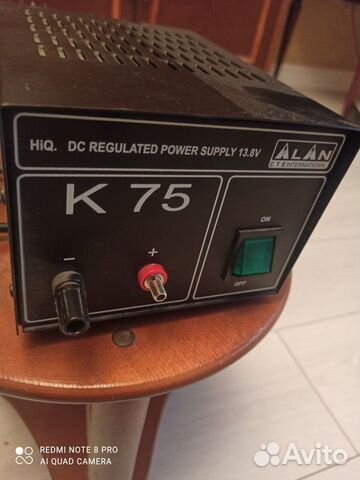 HiQ. DC REGULATED POWER SUPPLY 13.8V
ALAN
CTE INTERNATIONAL
K 75
ON
- +
OFF
REDMI NOTE 8 PRO
AI QUAD CAMERA
Avito